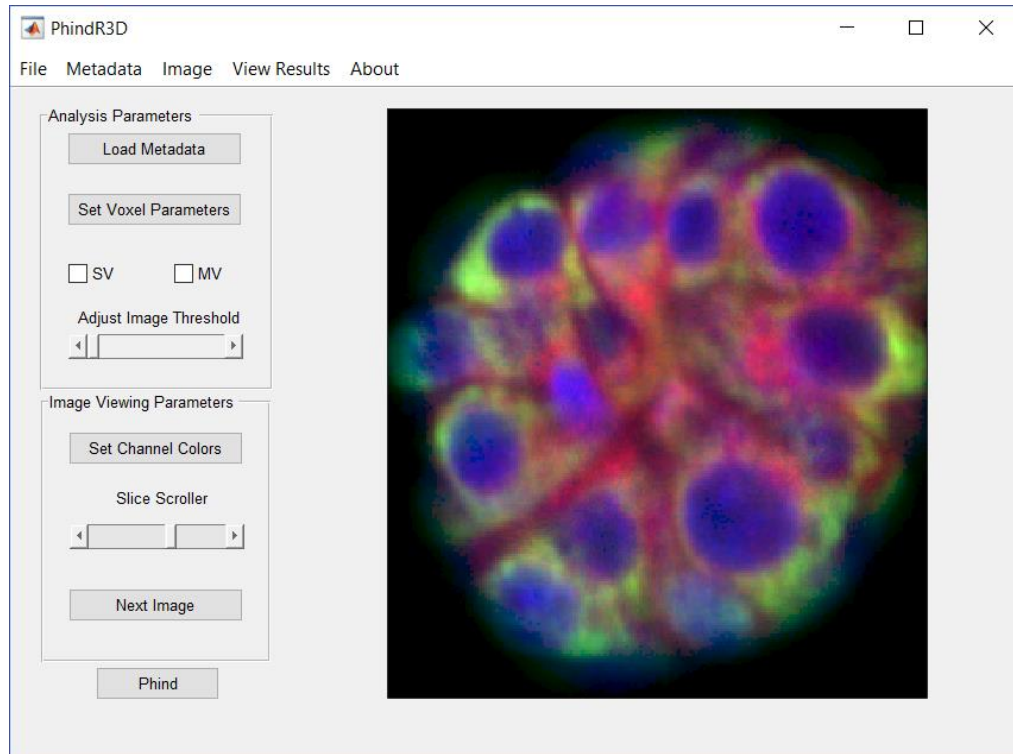 PhindR3D
File Metadata Image View Results About
Analysis Parameters
Load Metadata
Set Voxel Parameters
SV MV
Adjust Image Threshold
Image Viewing Parameters
Set Channel Colors
Slice Scroller
Next Image
Phind